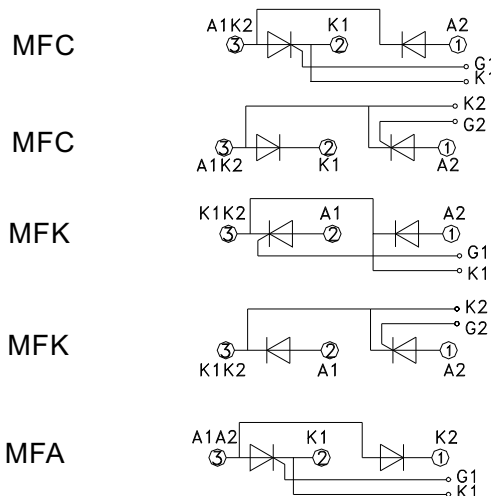 A1K2 K1 A2
MFC
3 2 1
G1
K1
K2
MFC
G2
3 2 1
A1K2 K1 A2
K1K2 A1 A2
MFK
3 2 1
G1
K1
K2
MFK
G2
3 2 1
K1K2 A1 A2
A1A2 K1 K2
MFA
3 2 1
G1
K1